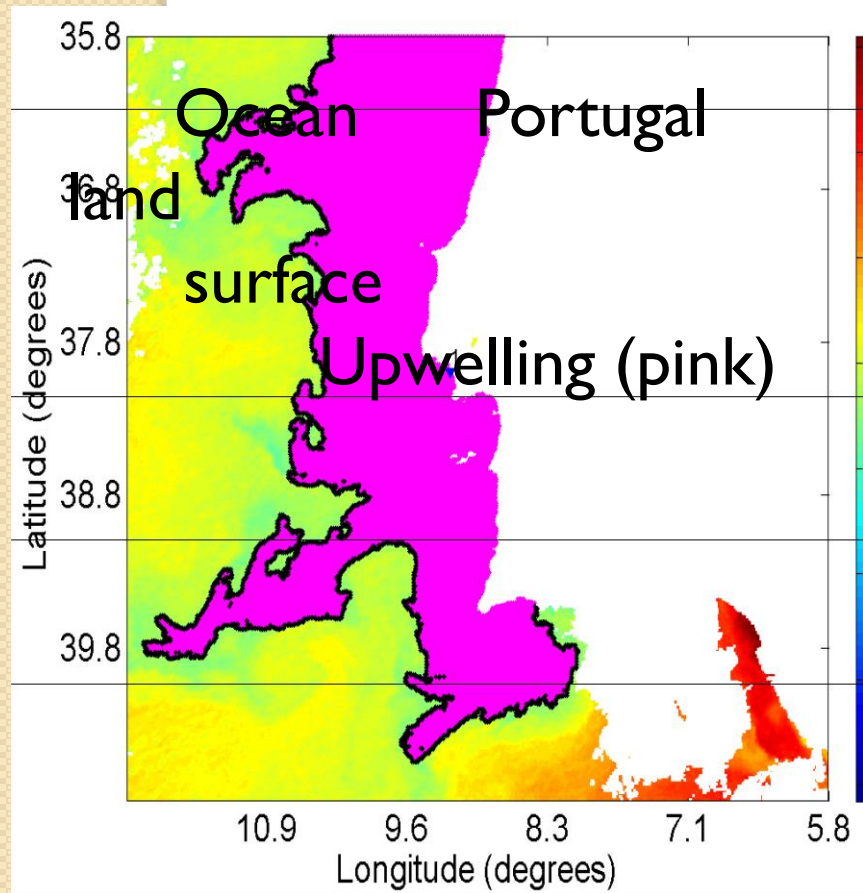 35.8
Ocean Portugal
36.8
land
surface
37.8
Upwelling (pink)
38.8
39.8
Latitude (degrees)
10.9 9.6 8.3 7.1 5.8
Longitude (degrees)